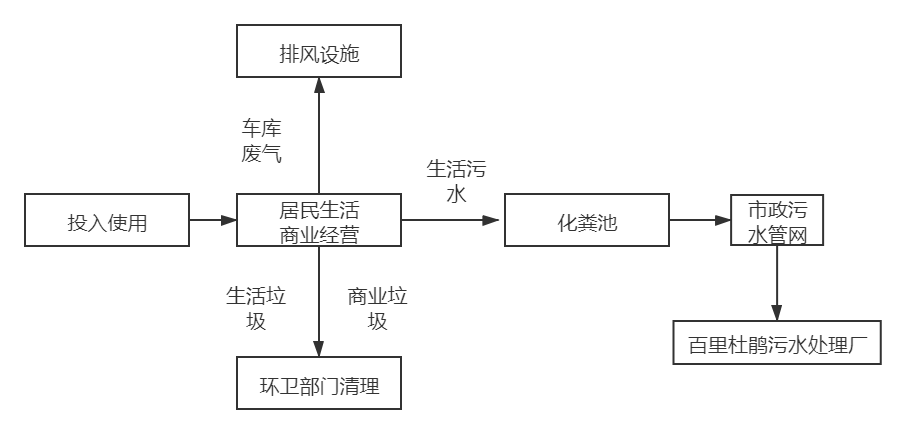 排风设施
车库
废气
生活污
水
投入使用
居民生活
商业经营
化粪池
市政污
水管网
生活垃
圾
商业垃
圾
百里杜鹃污水处理厂
环卫部门清理